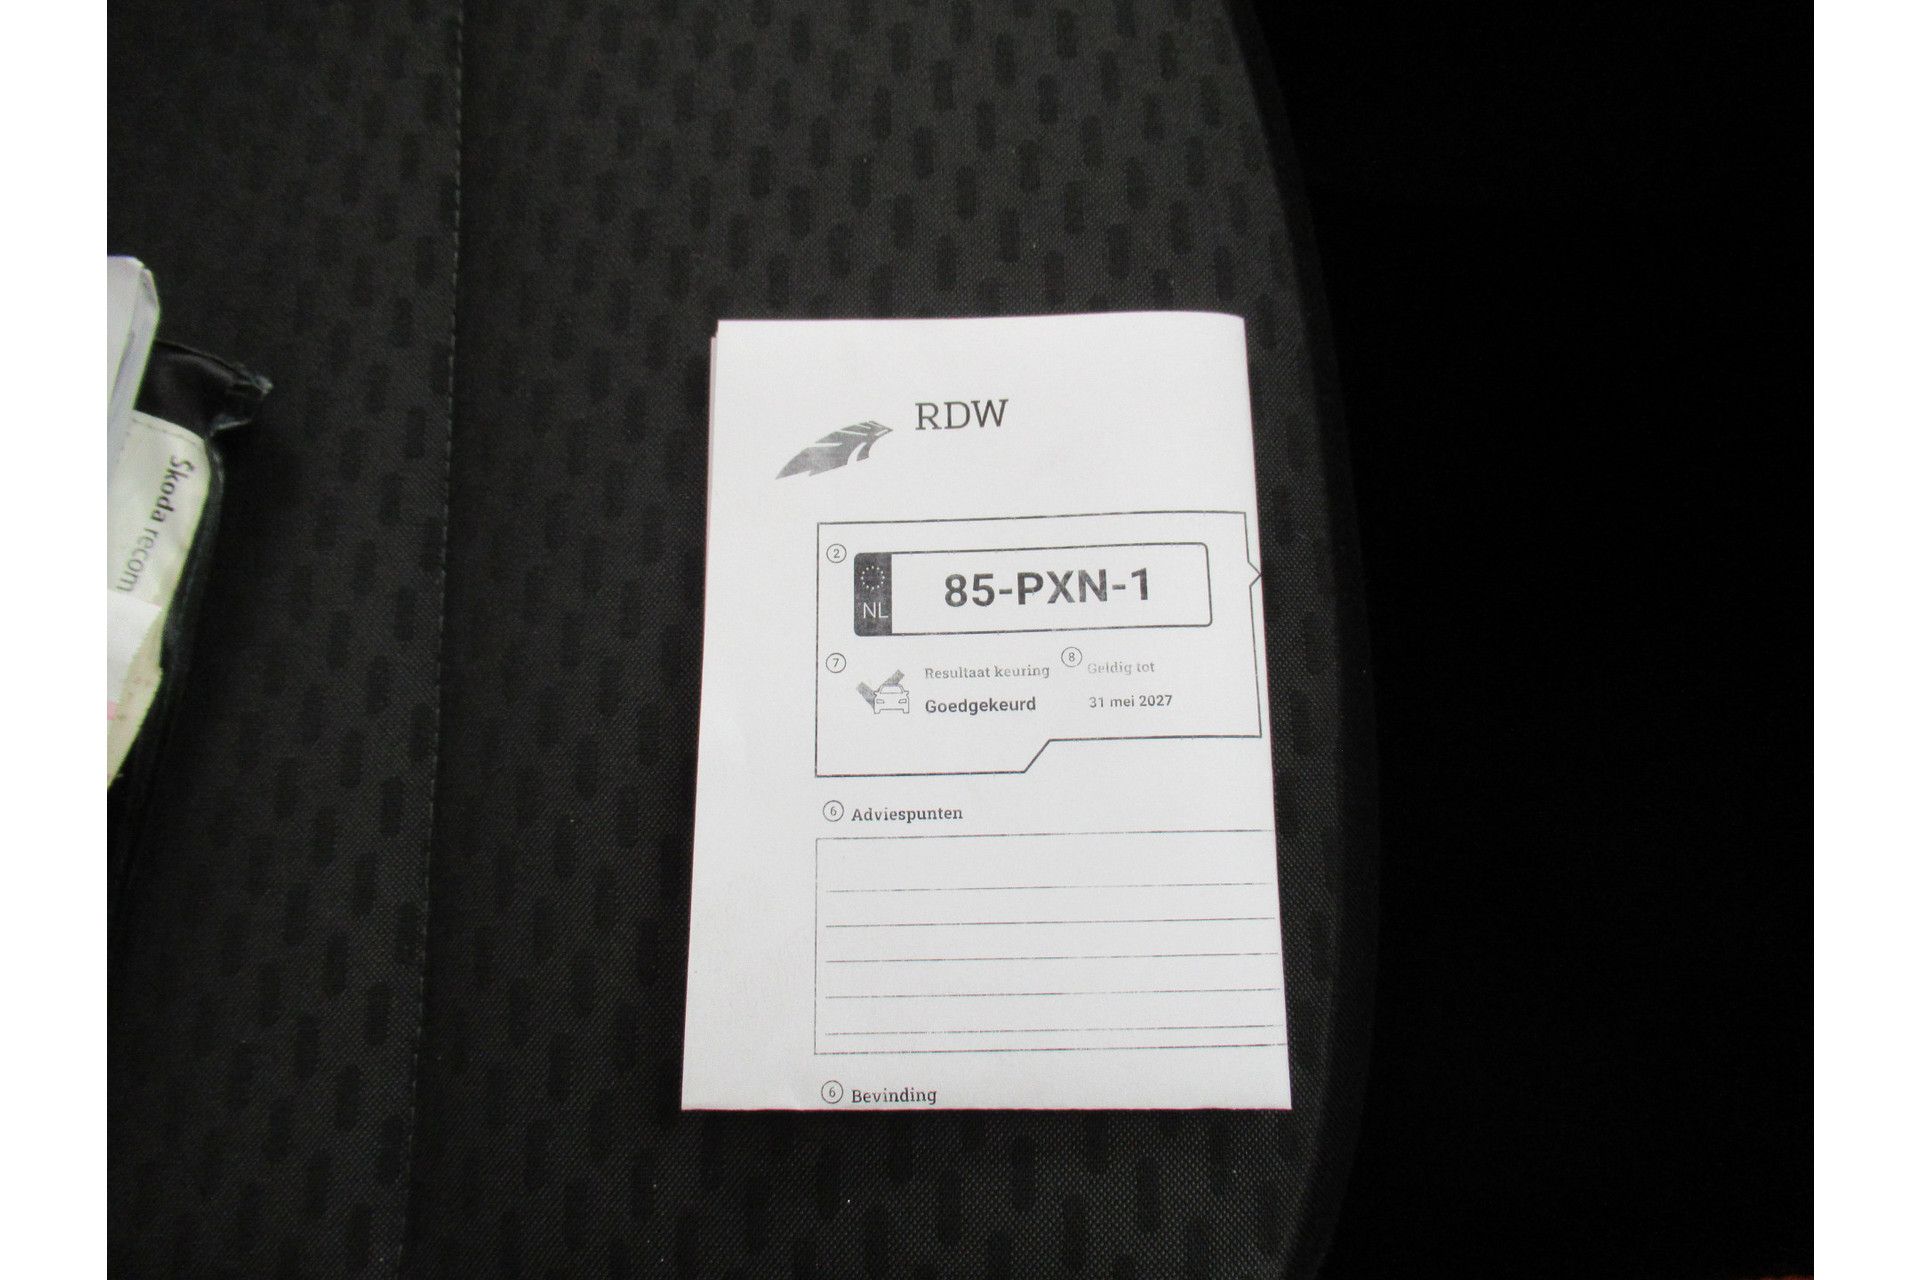 RDW
2
NL
85-PXN-1
7
Resultaat keuring
8
Geldig tot
Goedgekeurd
31 mei 2027
6 Adviespunten
6 Bevinding
Škoda recom